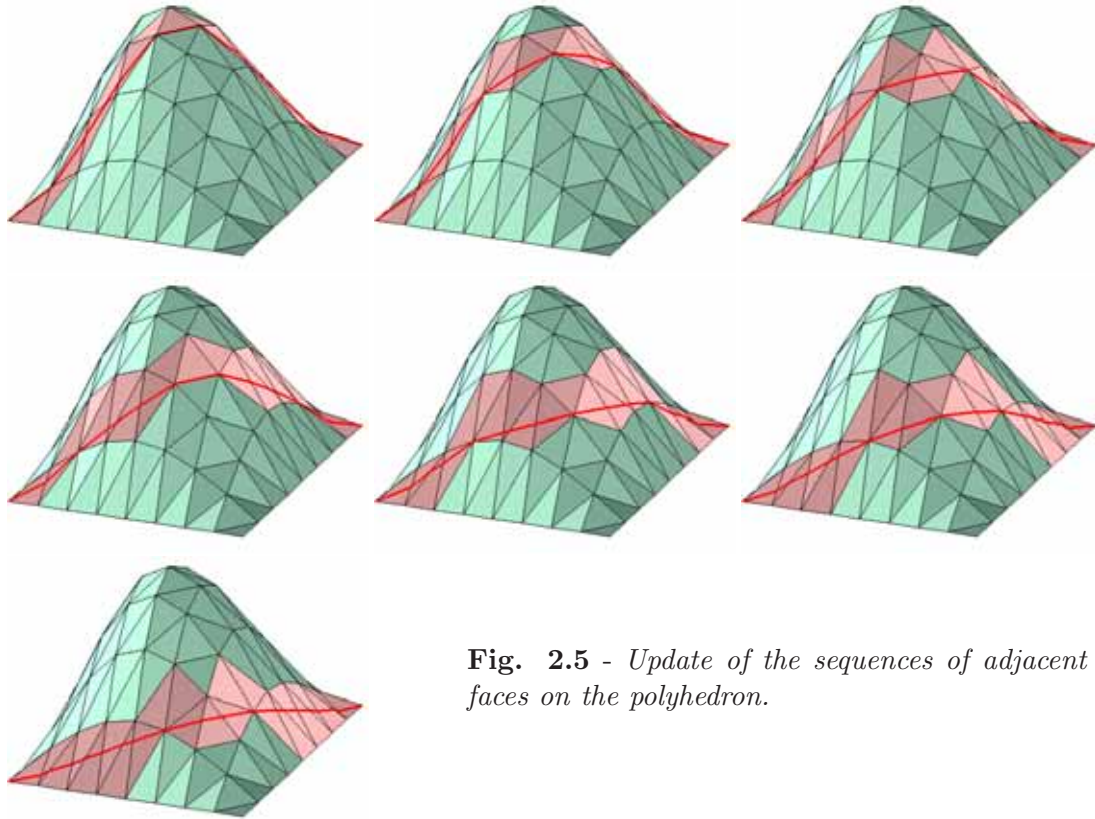 Fig. 2.5 - Update of the sequences of adjacent
faces on the polyhedron.